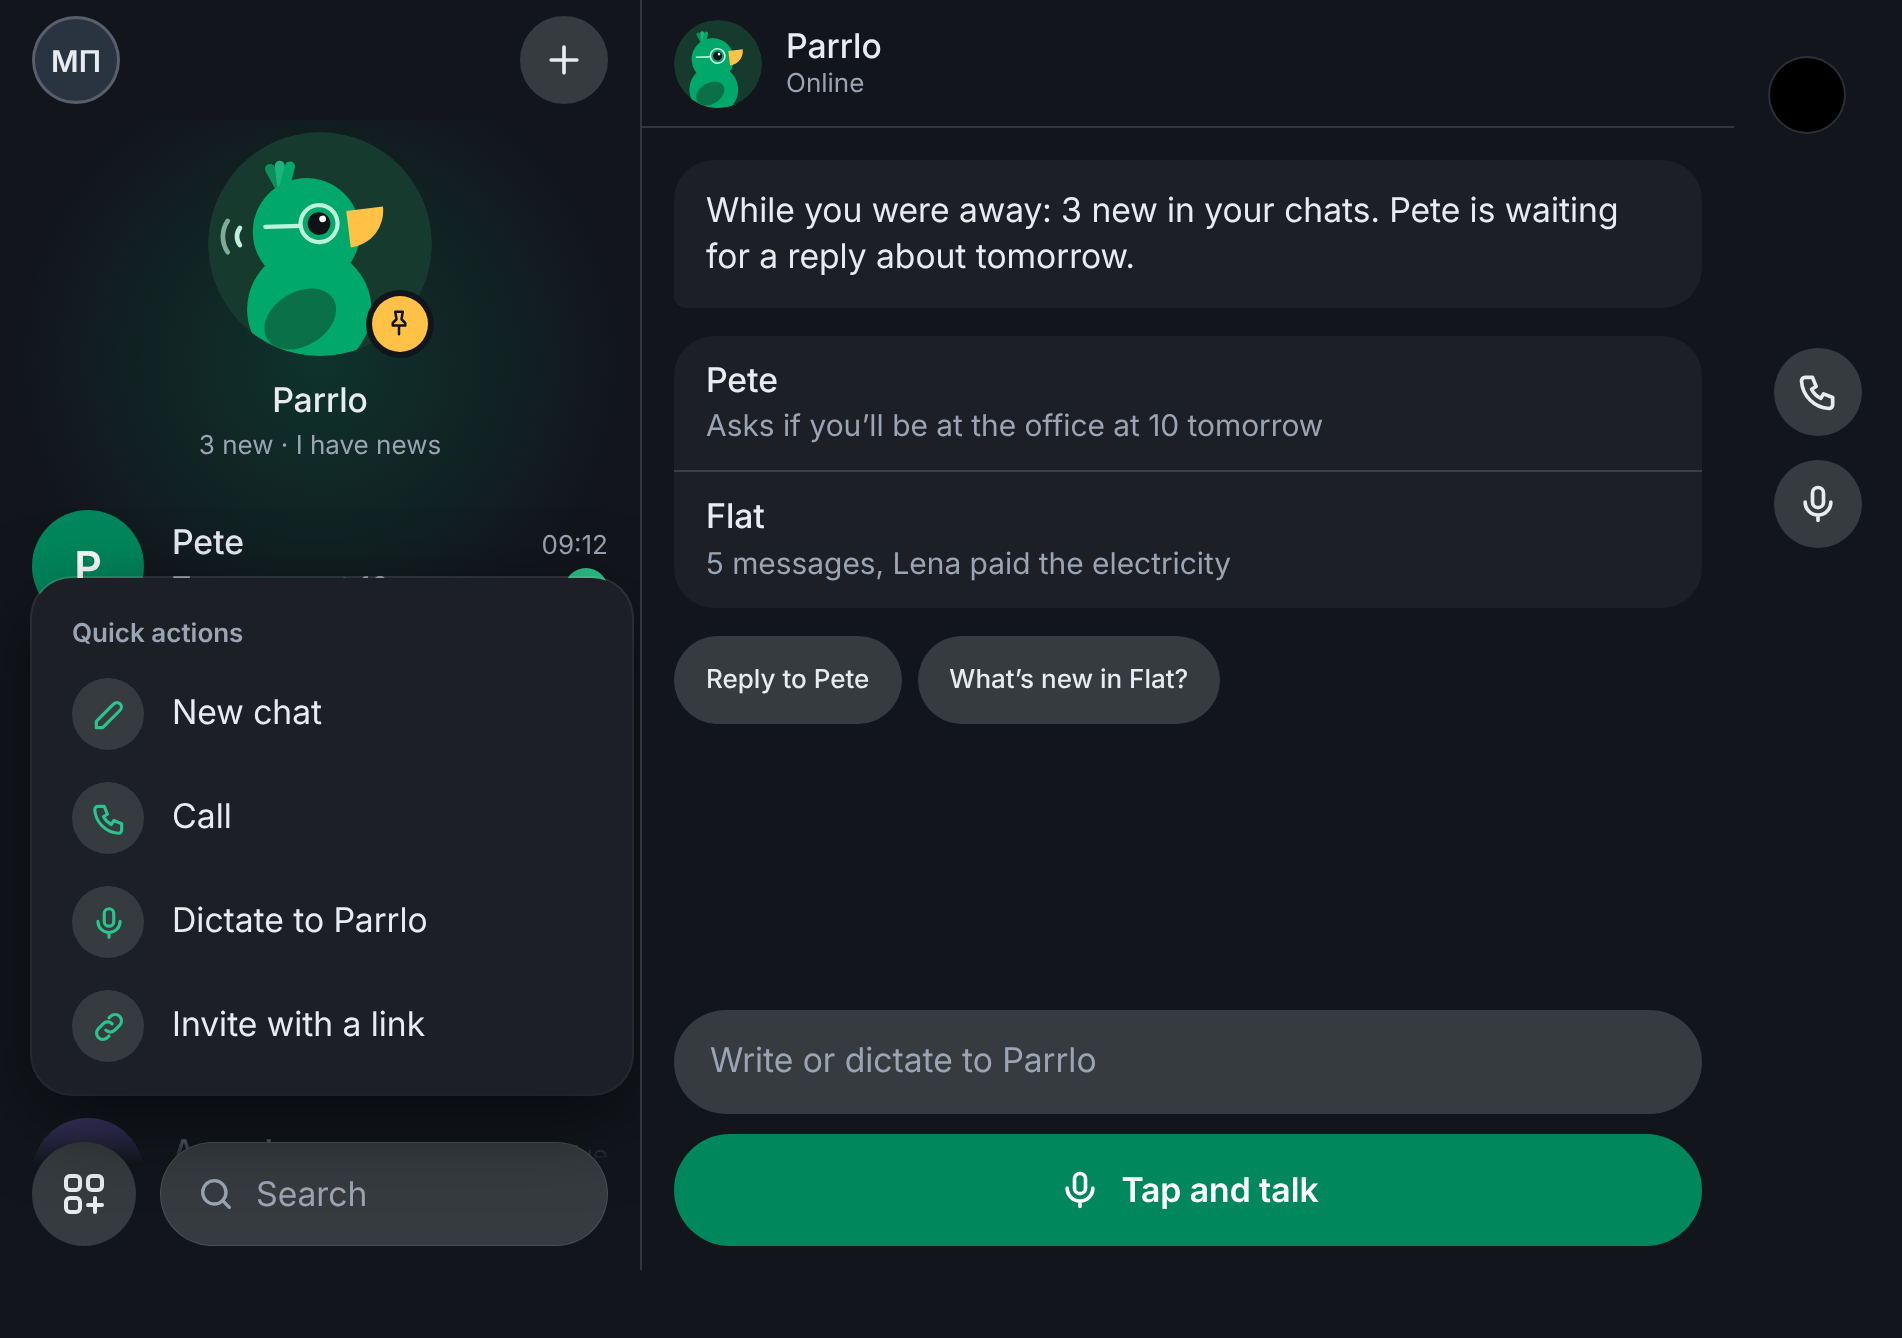 МП
Parrlo
3 new · I have news
Pete
09:12
P
Quick actions
New chat
Call
Dictate to Parrlo
Invite with a link
Search
Parrlo
Online
While you were away: 3 new in your chats. Pete is waiting
for a reply about tomorrow.
Pete
Asks if you’ll be at the office at 10 tomorrow
Flat
5 messages, Lena paid the electricity
Reply to Pete
What’s new in Flat?
Write or dictate to Parrlo
Tap and talk